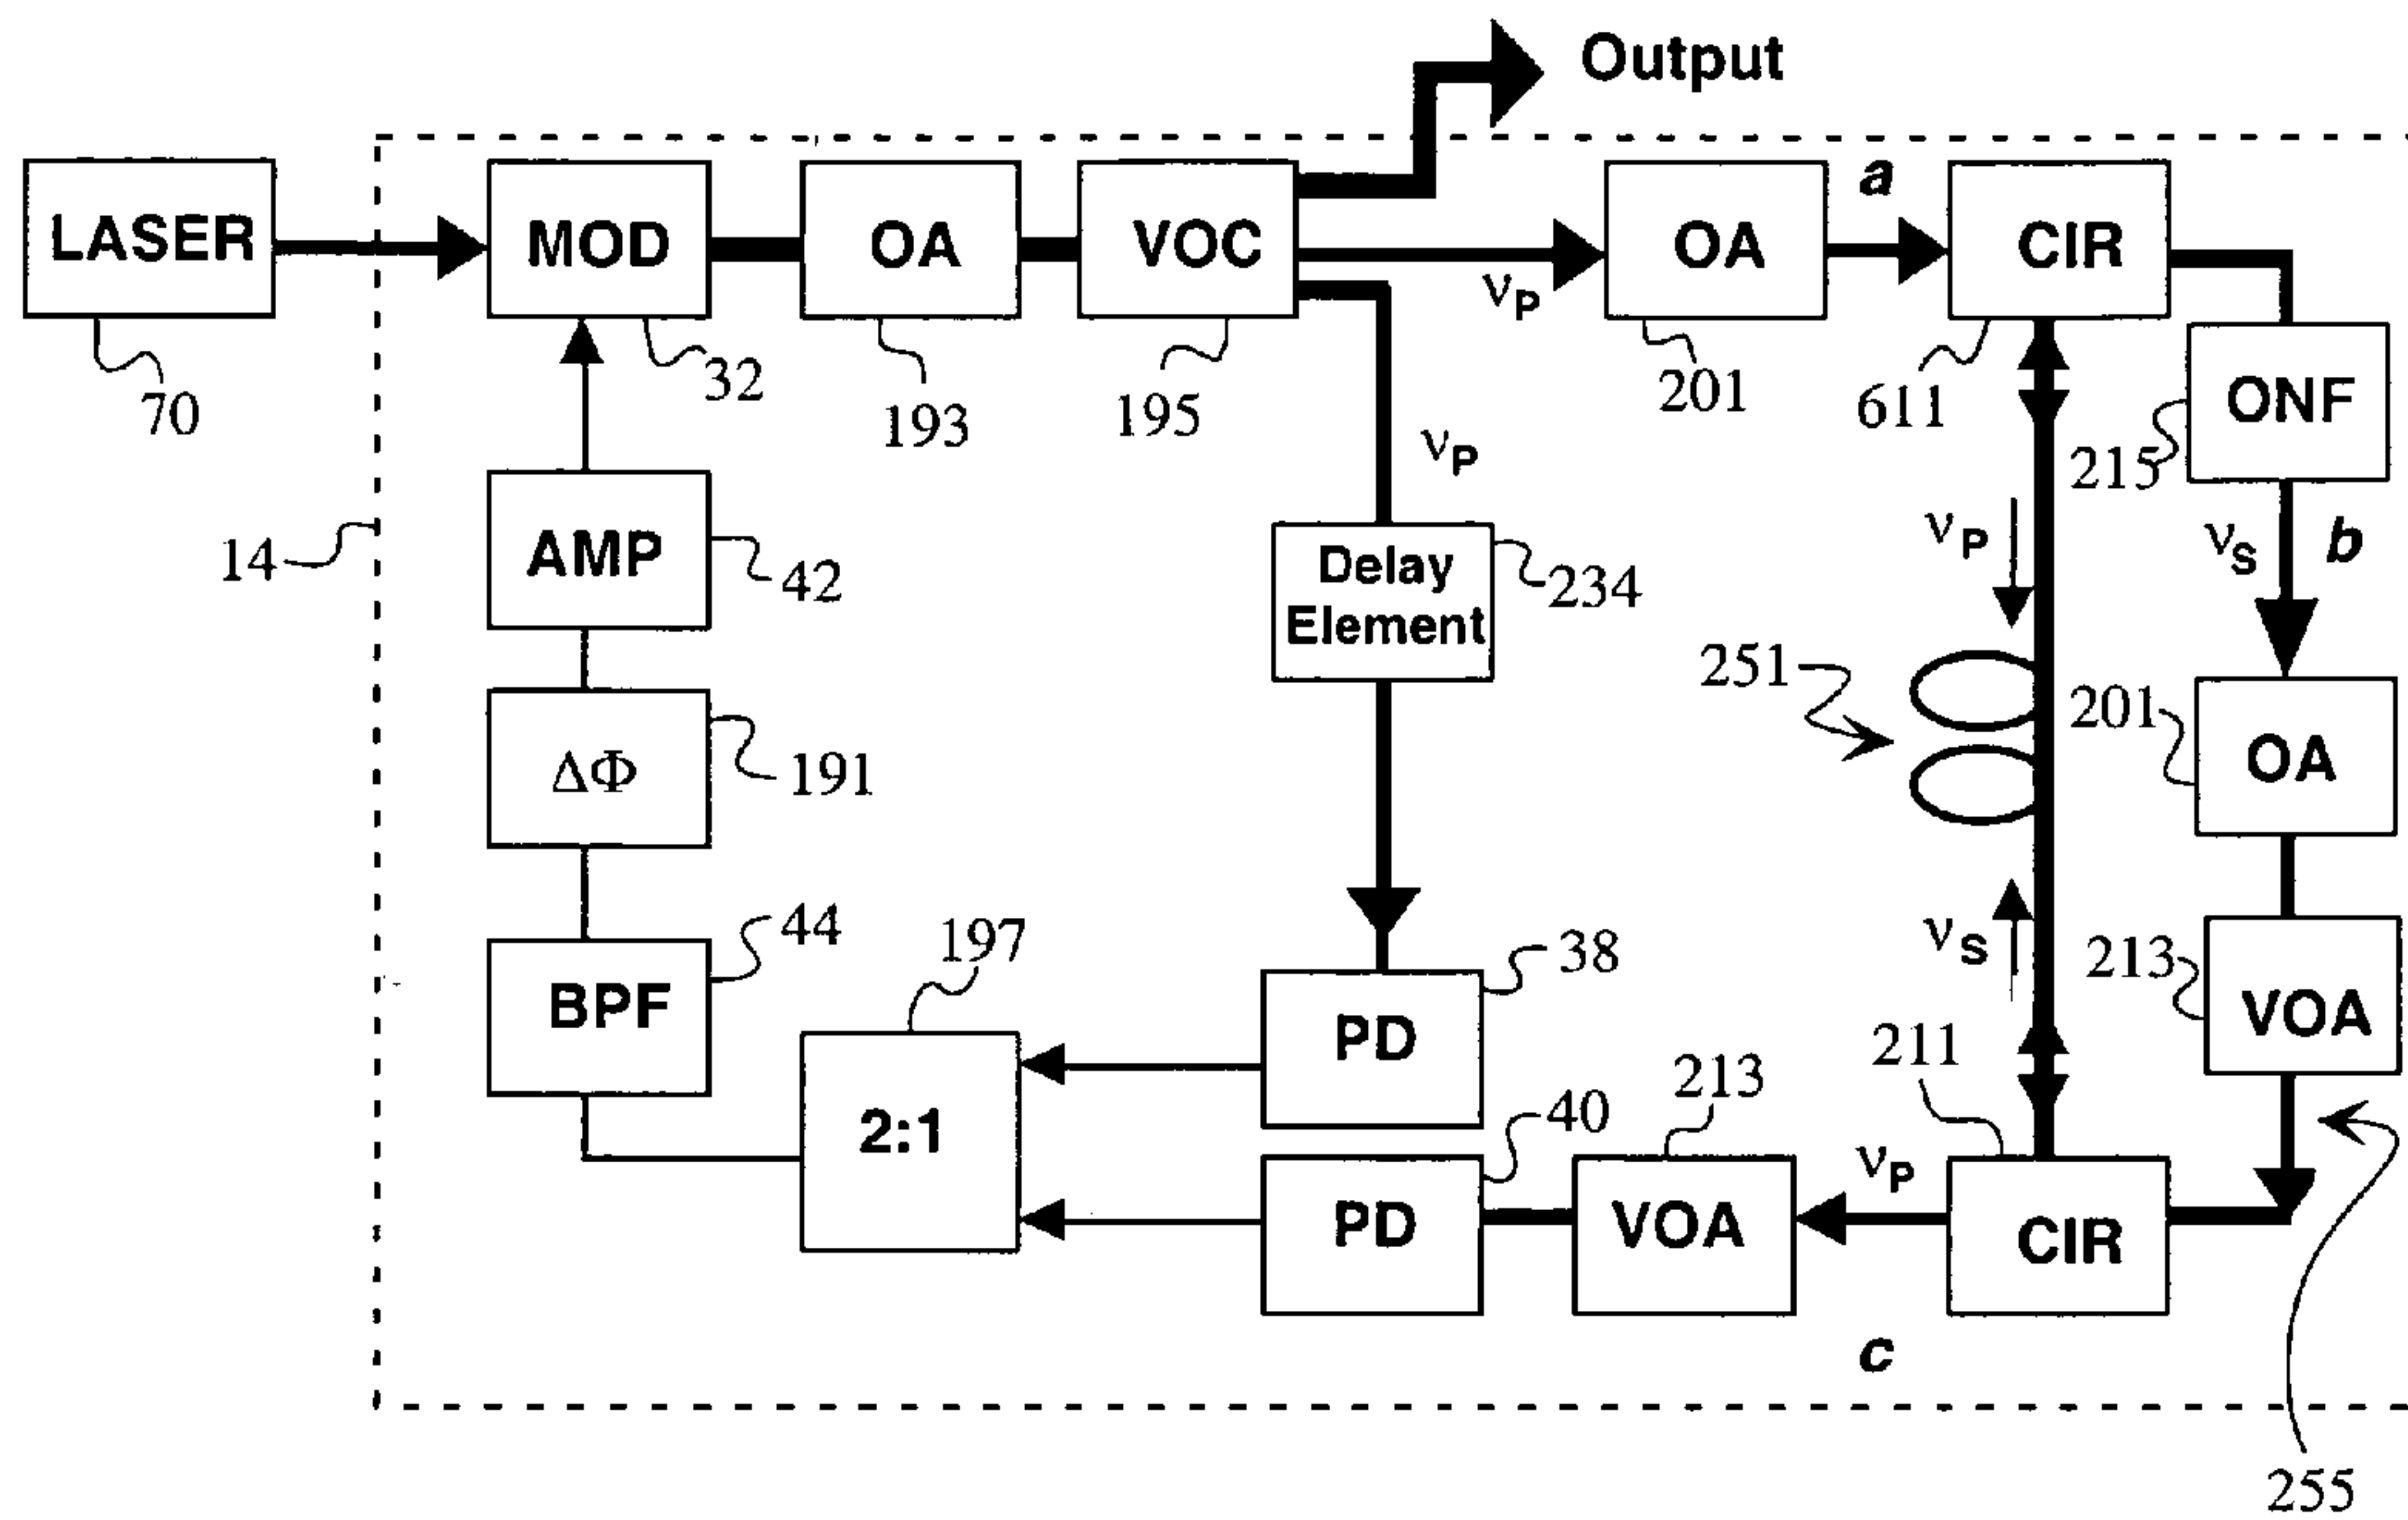 Output
a
LASER
MOD
OA
VOC
OA
CIR
νP
70
32
193
195
201
611
ONF
215
νP
14
AMP
42
Delay
Element
234
νP
νS
b
251
201
OA
ΔΦ
191
44
197
38
νS
213
VOA
BPF
PD
2:1
40
213
211
νP
PD
VOA
CIR
c
255